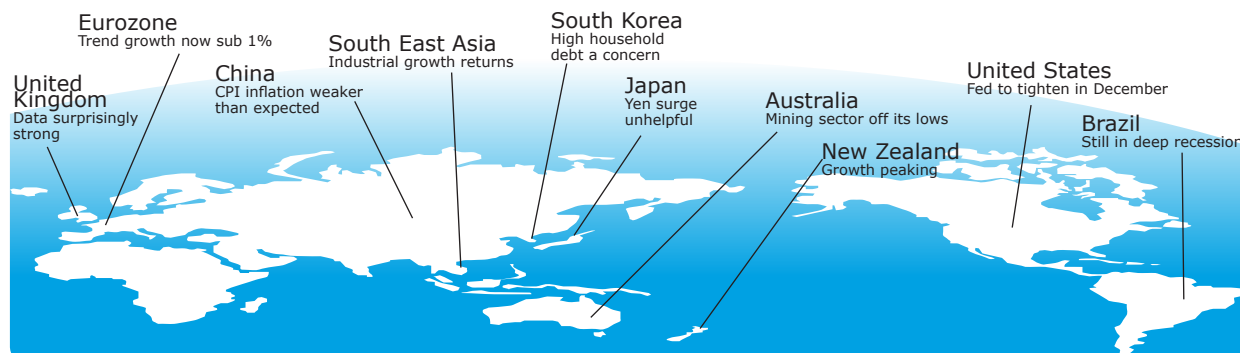 Eurozone
Trend growth now sub 1%
United
Kingdom
Data surprisingly
strong
China
CPI inflation weaker
than expected
South East Asia
Industrial growth returns
South Korea
High household
debt a concern
Japan
Yen surge
unhelpful
Australia
Mining sector off its lows
New Zealand
Growth peaking
United States
Fed to tighten in December
Brazil
Still in deep recession